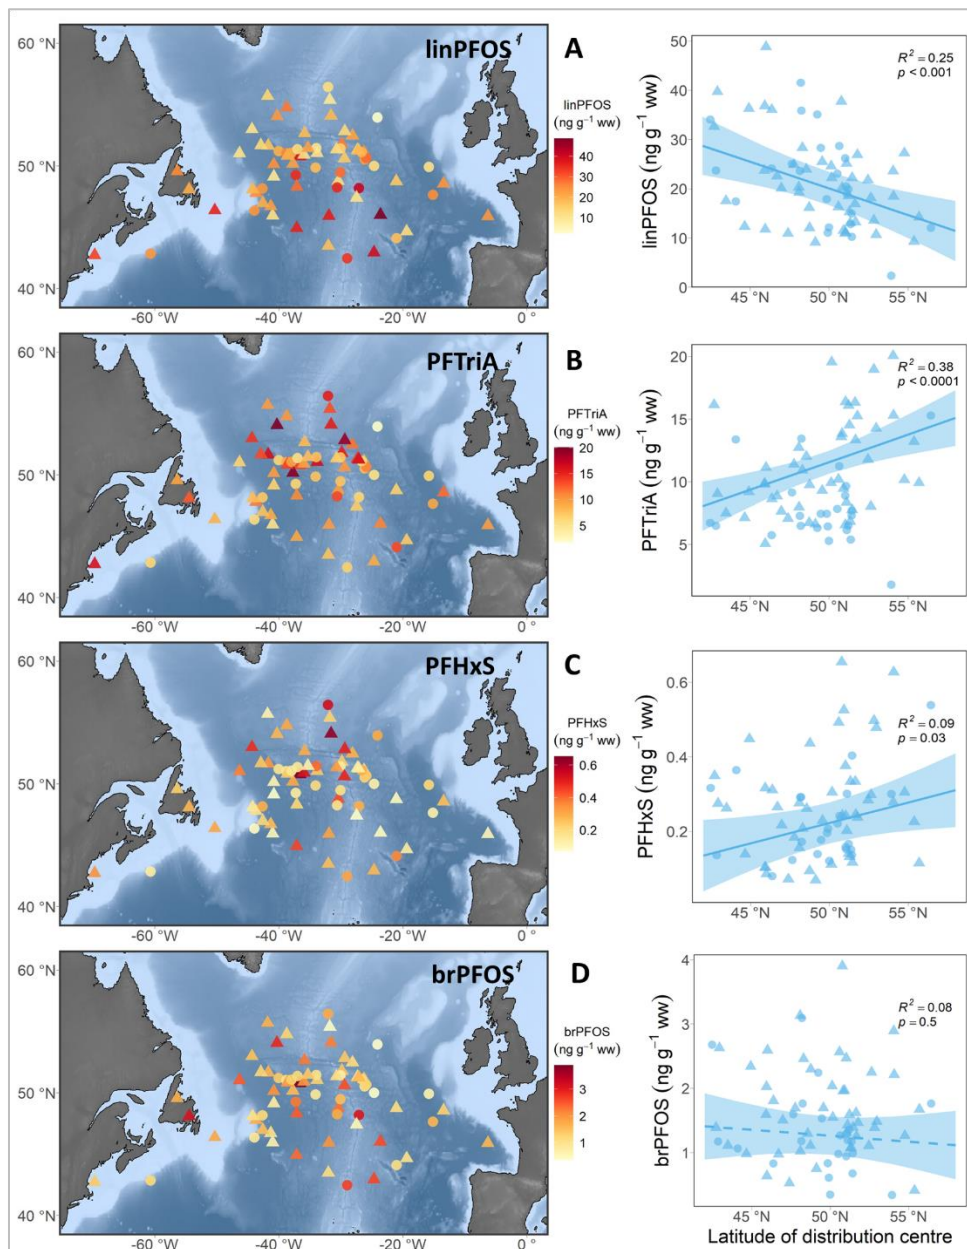 60 °N
50 °N
40 °N
-60 °W
-40 °W
-20 °W
0 °
linPFOS
A
linPFOS
(ng g⁻¹ ww)
40
30
20
10
linPFOS (ng g⁻¹ ww)
50
40
30
20
10
0
R² = 0.25
p < 0.001
45 °N
50 °N
55 °N
60 °N
50 °N
40 °N
-60 °W
-40 °W
-20 °W
0 °
PFTriA
B
PFTriA
(ng g⁻¹ ww)
20
15
10
5
PFTriA (ng g⁻¹ ww)
20
15
10
5
R² = 0.38
p < 0.0001
45 °N
50 °N
55 °N
60 °N
50 °N
40 °N
-60 °W
-40 °W
-20 °W
0 °
PFHxS
C
PFHxS
(ng g⁻¹ ww)
0.6
0.4
0.2
PFHxS (ng g⁻¹ ww)
0.6
0.4
0.2
R² = 0.09
p = 0.03
45 °N
50 °N
55 °N
60 °N
50 °N
40 °N
-60 °W
-40 °W
-20 °W
0 °
brPFOS
D
brPFOS
(ng g⁻¹ ww)
3
2
1
brPFOS (ng g⁻¹ ww)
4
3
2
1
R² = 0.08
p = 0.5
45 °N
50 °N
55 °N
Latitude of distribution centre